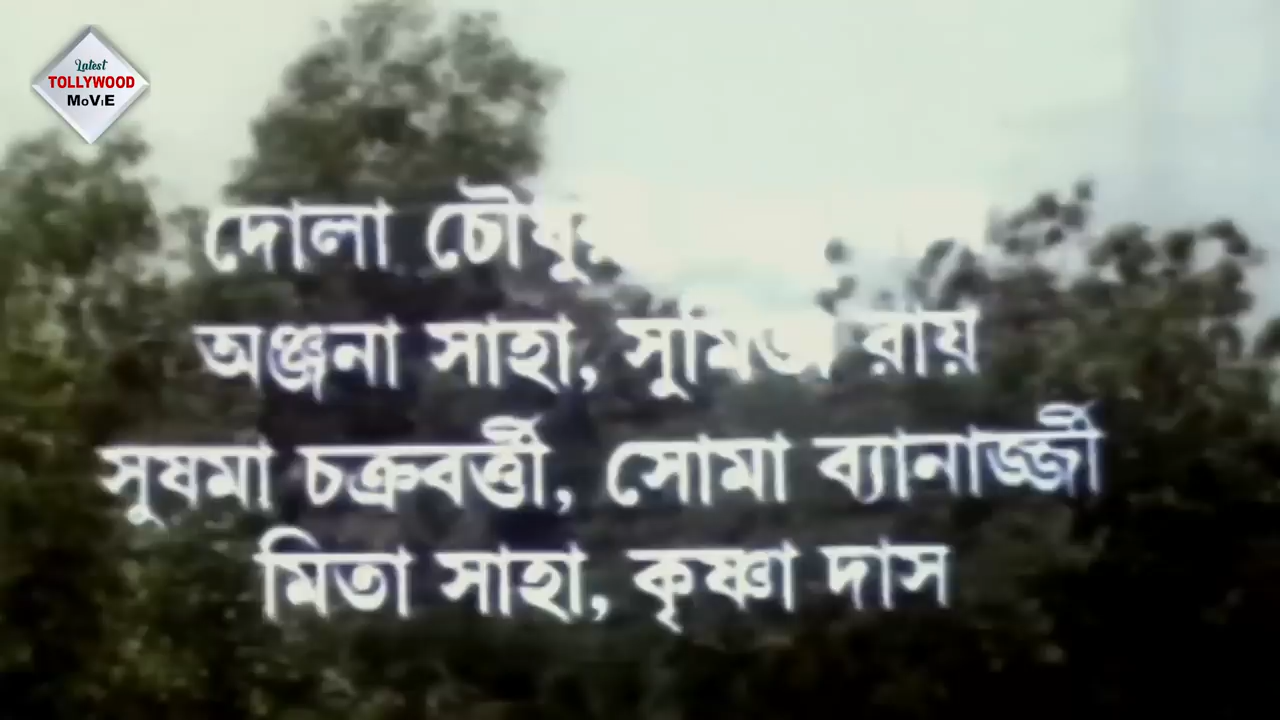 Latest
TOLLYWOOD
MoViE
দোলা
অঞ্জনা সাহা, সুমিতা রায়
সুষমা চক্রবর্ত্তী, সোমা ব্যানার্জ্জী
মিতা সাহা, কৃষ্ণা দাস